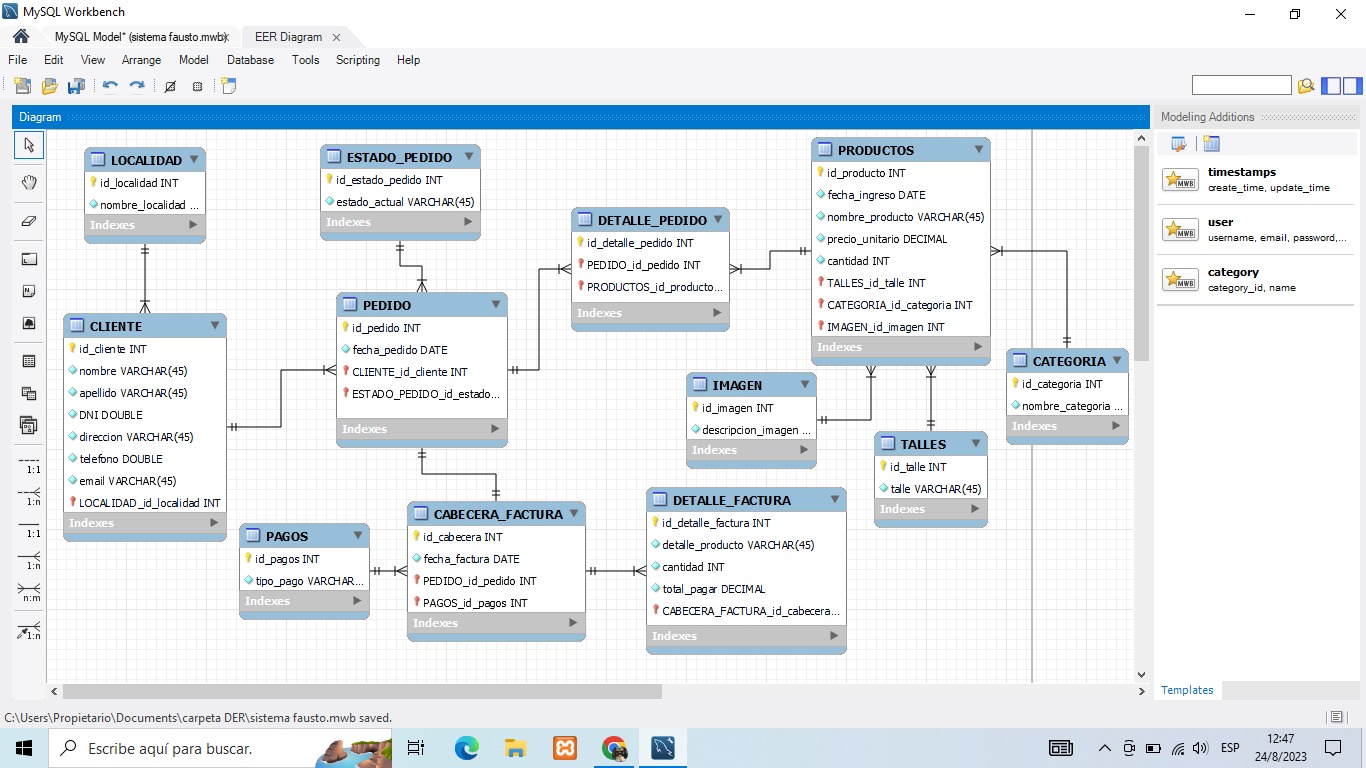 MySQL Workbench
MySQL Model* (sistema fausto.mwb)
EER Diagram
File Edit View Arrange Tools Model Database Scripting Help
Diagram
LOCALIDAD
id_localidad INT
nombre_localidad ...
Indexes
ESTADO_PEDIDO
id_estado_pedido INT
estado_actual VARCHAR(45)
Indexes
DETALLE_PEDIDO
id_detalle_pedido INT
PEDIDO_id_pedido INT
PRODUCTOS_id_producto...
Indexes
PRODUCTOS
id_producto INT
fecha_ingreso DATE
nombre_producto VARCHAR(45)
precio_unitario DECIMAL
cantidad INT
TALLES_id_talle INT
CATEGORIA_id_categoria INT
IMAGEN_id_imagen INT
Indexes
CLIENTE
id_cliente INT
nombre VARCHAR(45)
apellido VARCHAR(45)
DNI DOUBLE
direccion VARCHAR(45)
telefono DOUBLE
email VARCHAR(45)
LOCALIDAD_id_localidad INT
Indexes
PEDIDO
id_pedido INT
fecha_pedido DATE
CLIENTE_id_cliente INT
ESTADO_PEDIDO_id_estado...
Indexes
IMAGEN
id_imagen INT
descripcion_imagen ...
Indexes
CATEGORIA
id_categoria INT
nombre_categoria ...
Indexes
TALLES
id_talle INT
talle VARCHAR(45)
Indexes
PAGOS
id_pagos INT
tipo_pago VARCHAR...
Indexes
CABECERA_FACTURA
id_cabecera INT
fecha_factura DATE
PEDIDO_id_pedido INT
PAGOS_id_pagos INT
Indexes
DETALLE_FACTURA
id_detalle_factura INT
detalle_producto VARCHAR(45)
cantidad INT
total_pagar DECIMAL
CABECERA_FACTURA_id_cabecera...
Indexes
1:1
1:n
1:1
1:n
n:m
1:n
Modeling Additions
MWB
timestamps
create_time, update_time
MWB
user
username, email, password,...
MWB
category
category_id, name
Templates
C:\Users\Propietario\Documents\carpeta DER\sistema fausto.mwb saved.
Escribe aquí para buscar.
ESP
12:47
24/8/2023